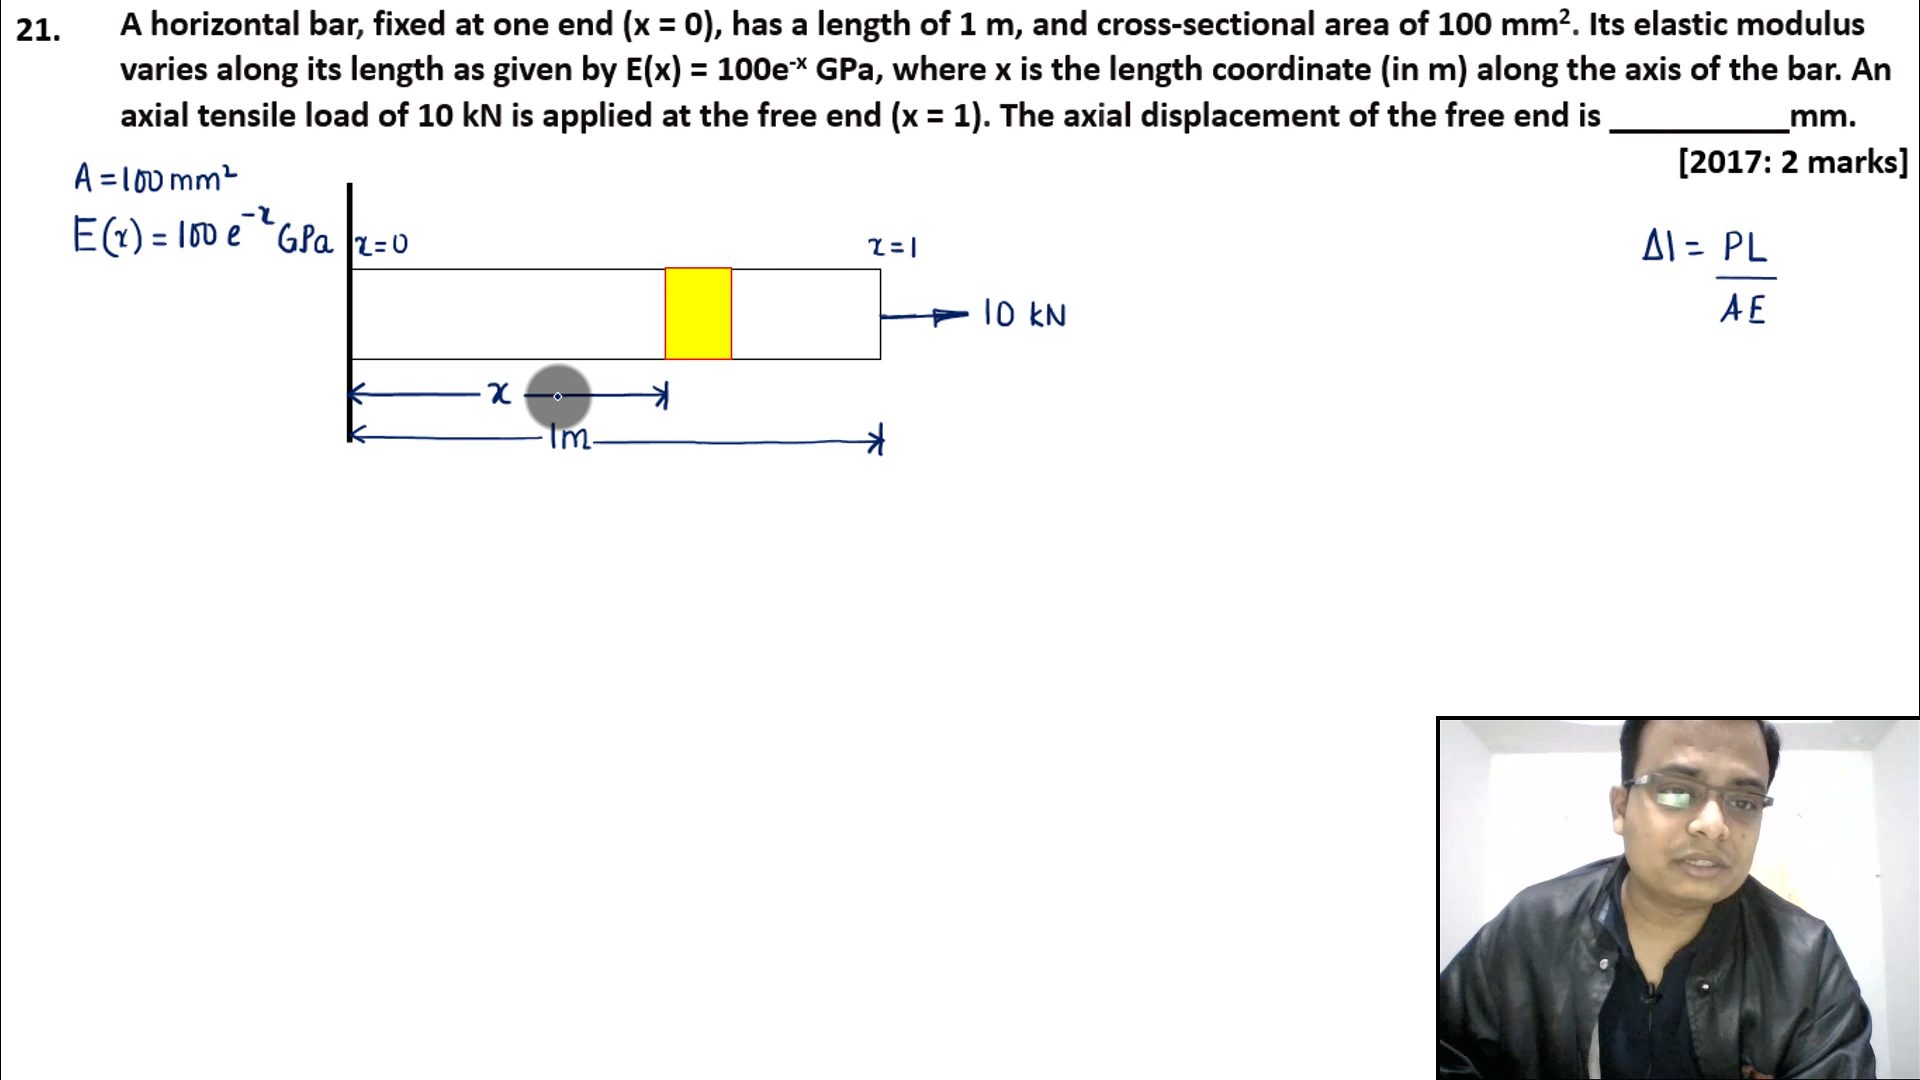 21. A horizontal bar, fixed at one end (x = 0), has a length of 1 m, and cross-sectional area of 100 mm². Its elastic modulus
varies along its length as given by E(x) = 100e⁻ˣ GPa, where x is the length coordinate (in m) along the axis of the bar. An
axial tensile load of 10 kN is applied at the free end (x = 1). The axial displacement of the free end is __________mm.
[2017: 2 marks]
A = 100 mm²
E(x) = 100 e⁻ˣ GPa
x=0
x=1
10 kN
x
1m
Δl = PL
AE